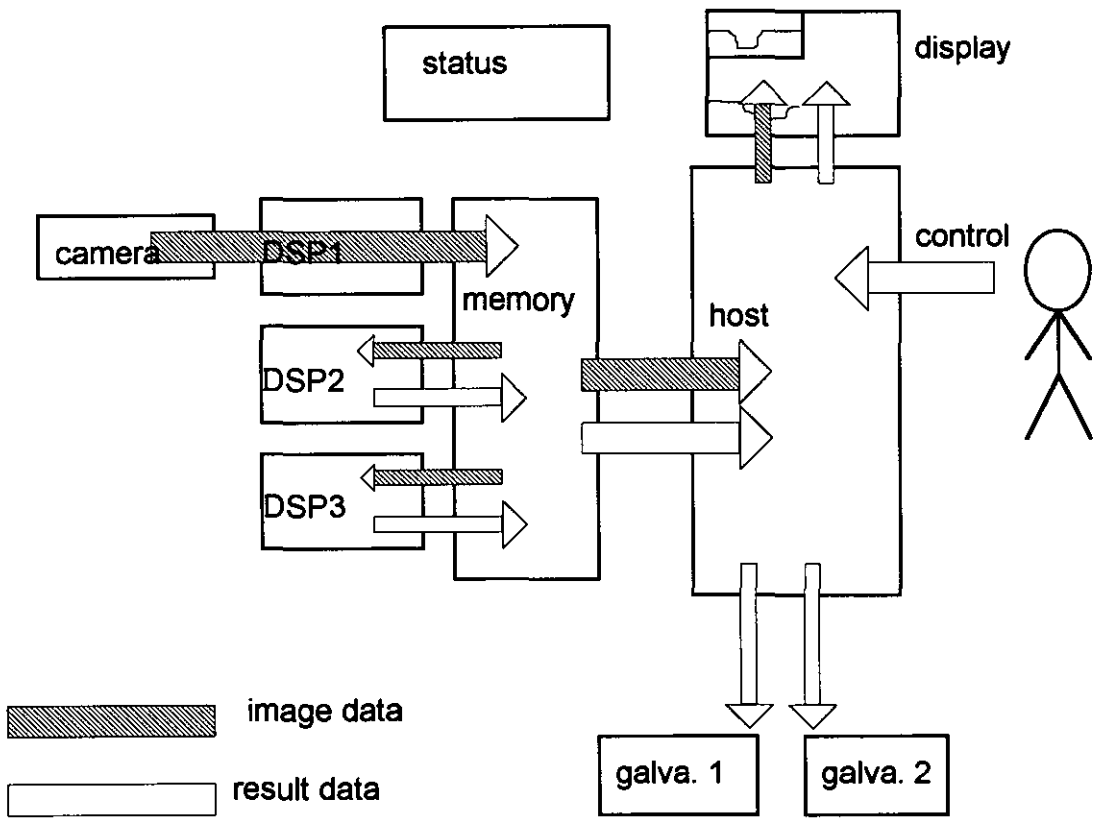 status
display
camera
DSP1
control
memory
host
DSP2
DSP3
image data
galva. 1
galva. 2
result data